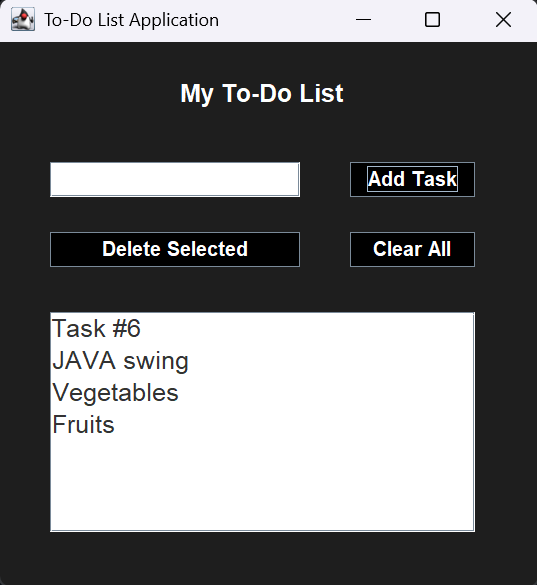 To-Do List Application
My To-Do List
Add Task
Delete Selected
Clear All
Task #6
JAVA swing
Vegetables
Fruits